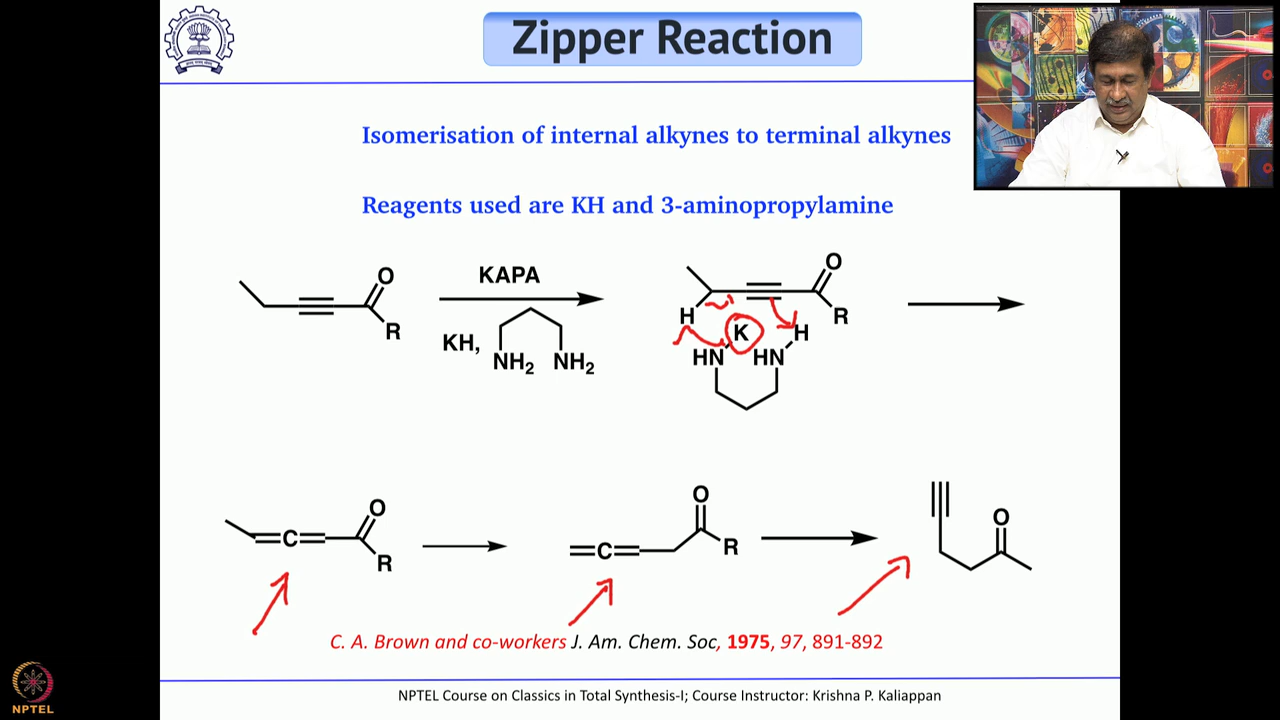 Zipper Reaction
Isomerisation of internal alkynes to terminal alkynes
Reagents used are KH and 3-aminopropylamine
O
R
KAPA
KH,
NH2 NH2
O
R
H
K
H
HN HN
C
O
R
C
O
R
O
C. A. Brown and co-workers J. Am. Chem. Soc, 1975, 97, 891-892
NPTEL
NPTEL Course on Classics in Total Synthesis-I; Course Instructor: Krishna P. Kaliappan